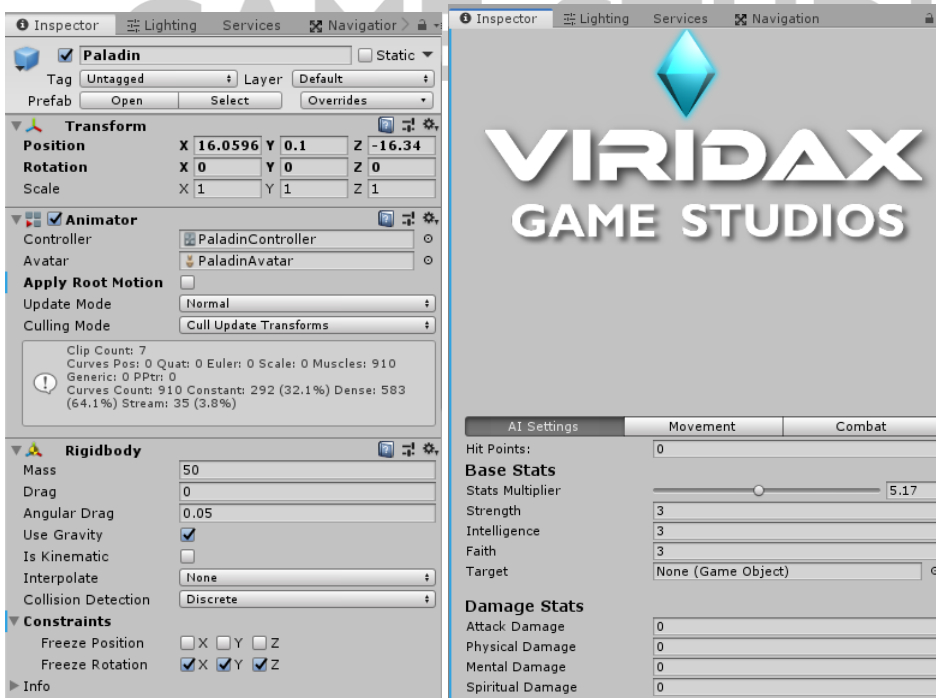 Inspector Lighting Services Navigation
Paladin Static
Tag Untagged Layer Default
Prefab Open Select Overrides
Transform
Position X 16.0596 Y 0.1 Z -16.34
Rotation X 0 Y 0 Z 0
Scale X 1 Y 1 Z 1
Animator
Controller PaladinController
Avatar PaladinAvatar
Apply Root Motion
Update Mode Normal
Culling Mode Cull Update Transforms
Clip Count: 7
Curves Pos: 0 Quat: 0 Euler: 0 Scale: 0 Muscles: 910
Generic: 0 PPtr: 0
Curves Count: 910 Constant: 292 (32.1%) Dense: 583
(64.1%) Stream: 35 (3.8%)
Rigidbody
Mass 50
Drag 0
Angular Drag 0.05
Use Gravity
Is Kinematic
Interpolate None
Collision Detection Discrete
Constraints
Freeze Position X Y Z
Freeze Rotation X Y Z
Info
Inspector Lighting Services Navigation
VIRIDAX
GAME STUDIOS
AI Settings Movement Combat
Hit Points: 0
Base Stats
Stats Multiplier 5.17
Strength 3
Intelligence 3
Faith 3
Target None (Game Object)
Damage Stats
Attack Damage 0
Physical Damage 0
Mental Damage 0
Spiritual Damage 0